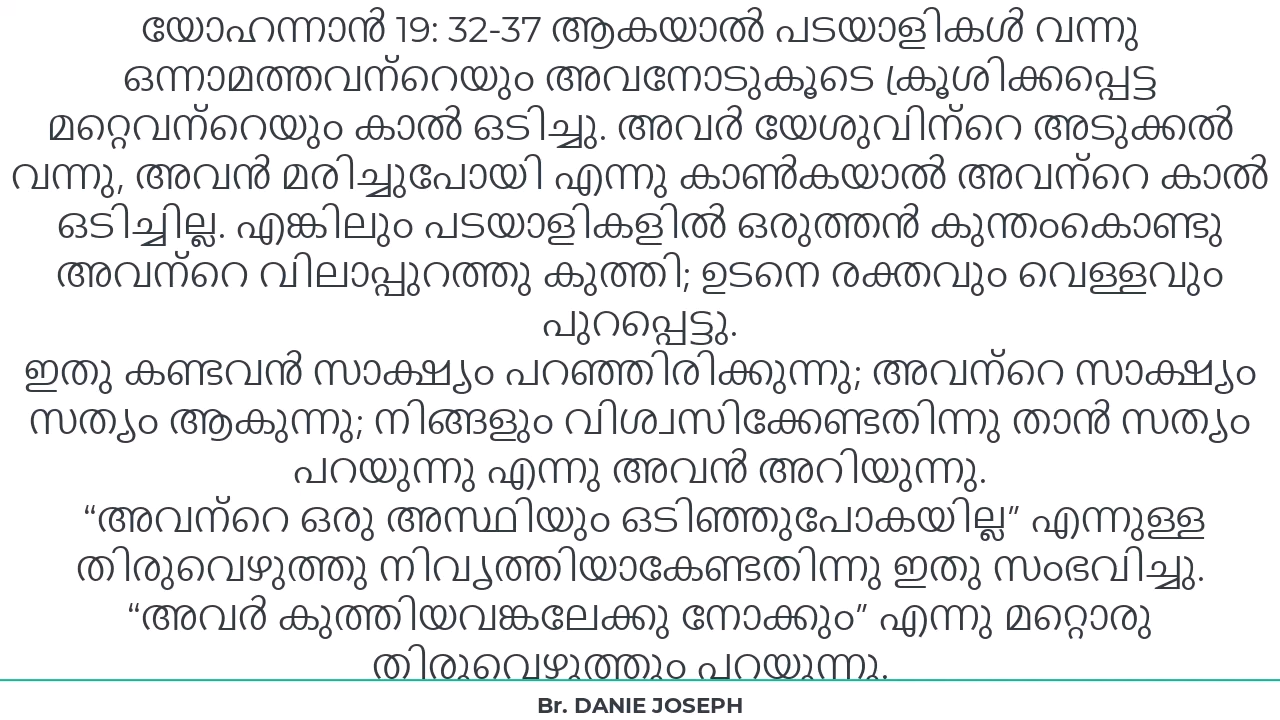 യോഹന്നാൻ 19: 32-37 ആകയാൽ പടയാളികൾ വന്നു
ഒന്നാമത്തവന്റെയും അവനോടുകൂടെ ക്രൂശിക്കപ്പെട്ട
മറ്റെവന്റെയും കാൽ ഒടിച്ചു. അവർ യേശുവിന്റെ അടുക്കൽ
വന്നു, അവൻ മരിച്ചുപോയി എന്നു കാൺകയാൽ അവന്റെ കാൽ
ഒടിച്ചില്ല. എങ്കിലും പടയാളികളിൽ ഒരുത്തൻ കുന്തംകൊണ്ടു
അവന്റെ വിലാപ്പുറത്തു കുത്തി; ഉടനെ രക്തവും വെള്ളവും
പുറപ്പെട്ടു.
ഇതു കണ്ടവൻ സാക്ഷ്യം പറഞ്ഞിരിക്കുന്നു; അവന്റെ സാക്ഷ്യം
സത്യം ആകുന്നു; നിങ്ങളും വിശ്വസിക്കേണ്ടതിന്നു താൻ സത്യം
പറയുന്നു എന്നു അവൻ അറിയുന്നു.
“അവന്റെ ഒരു അസ്ഥിയും ഒടിഞ്ഞുപോകയില്ല” എന്നുള്ള
തിരുവെഴുത്തു നിവൃത്തിയാകേണ്ടതിന്നു ഇതു സംഭവിച്ചു.
“അവർ കുത്തിയവങ്കലേക്കു നോക്കും” എന്നു മറ്റൊരു
തിരുവെഴുത്തും പറയുന്നു.
Br. DANIE JOSEPH